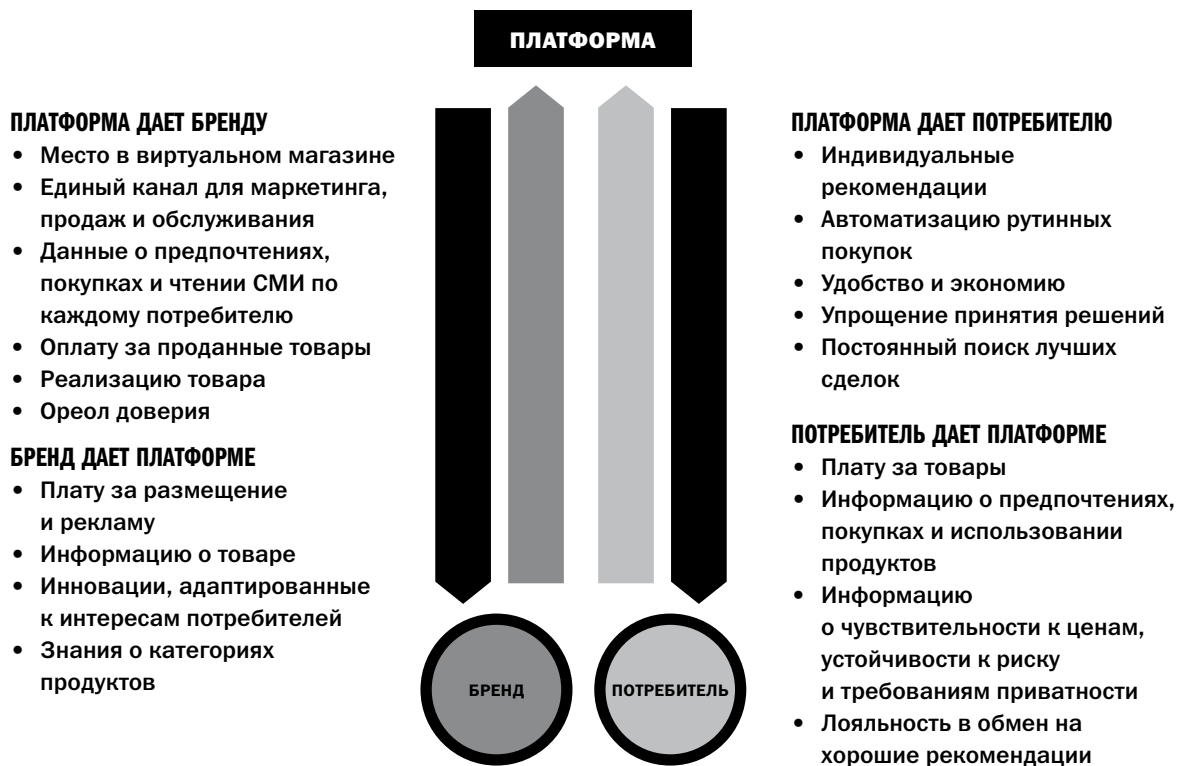 ПЛАТФОРМА
ПЛАТФОРМА ДАЕТ БРЕНДУ
• Место в виртуальном магазине
• Единый канал для маркетинга,
продаж и обслуживания
• Данные о предпочтениях,
покупках и чтении СМИ по
каждому потребителю
• Оплату за проданные товары
• Реализацию товара
• Ореол доверия
БРЕНД ДАЕТ ПЛАТФОРМЕ
• Плату за размещение
и рекламу
• Информацию о товаре
• Инновации, адаптированные
к интересам потребителей
• Знания о категориях
продуктов
БРЕНД
ПОТРЕБИТЕЛЬ
ПЛАТФОРМА ДАЕТ ПОТРЕБИТЕЛЮ
• Индивидуальные
рекомендации
• Автоматизацию рутинных
покупок
• Удобство и экономию
• Упрощение принятия решений
• Постоянный поиск лучших
сделок
ПОТРЕБИТЕЛЬ ДАЕТ ПЛАТФОРМЕ
• Плату за товары
• Информацию о предпочтениях,
покупках и использовании
продуктов
• Информацию
о чувствительности к ценам,
устойчивости к риску
и требованиям приватности
• Лояльность в обмен на
хорошие рекомендации